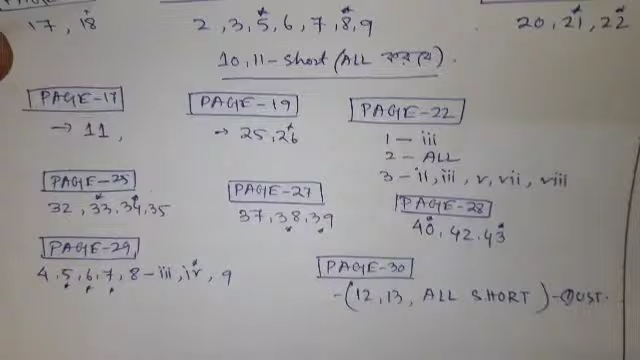 17, 18
2, 3, 5*, 6, 7, 8*, 9
20, 21*, 22*
10, 11 - short (ALL করবে).
PAGE-17
→ 11,
PAGE-19
→ 25, 26*
PAGE-22
1 - iii
2 - ALL
3 - ii, iii, v, vii, viii
PAGE-25
32, 33*, 34*, 35
PAGE-27
37, 38*, 39*
PAGE-28
40*, 42, 43*
PAGE-29
4, 5*, 6*, 7*, 8 - iii, iv*, 9
PAGE-30
- (12, 13, ALL SHORT) -